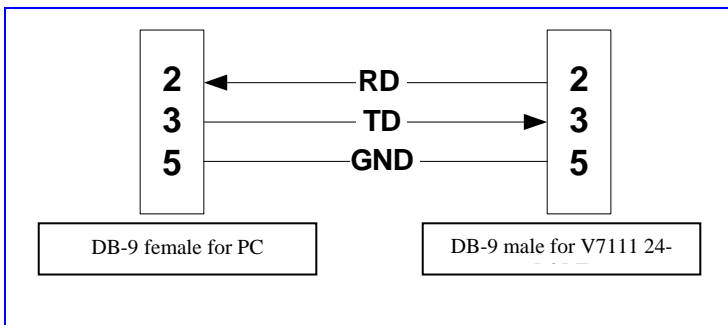 2 RD 2
3 TD 3
5 GND 5
DB-9 female for PC
DB-9 male for V7111 24-